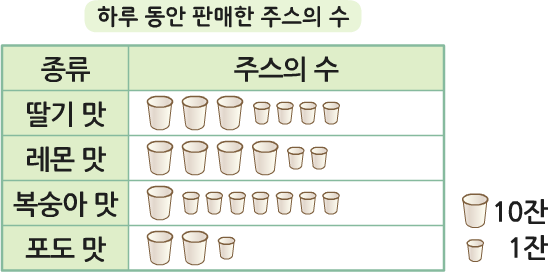 하루 동안 판매한 주스의 수
종류 주스의 수
딸기 맛
레몬 맛
복숭아 맛
포도 맛
10잔
1잔